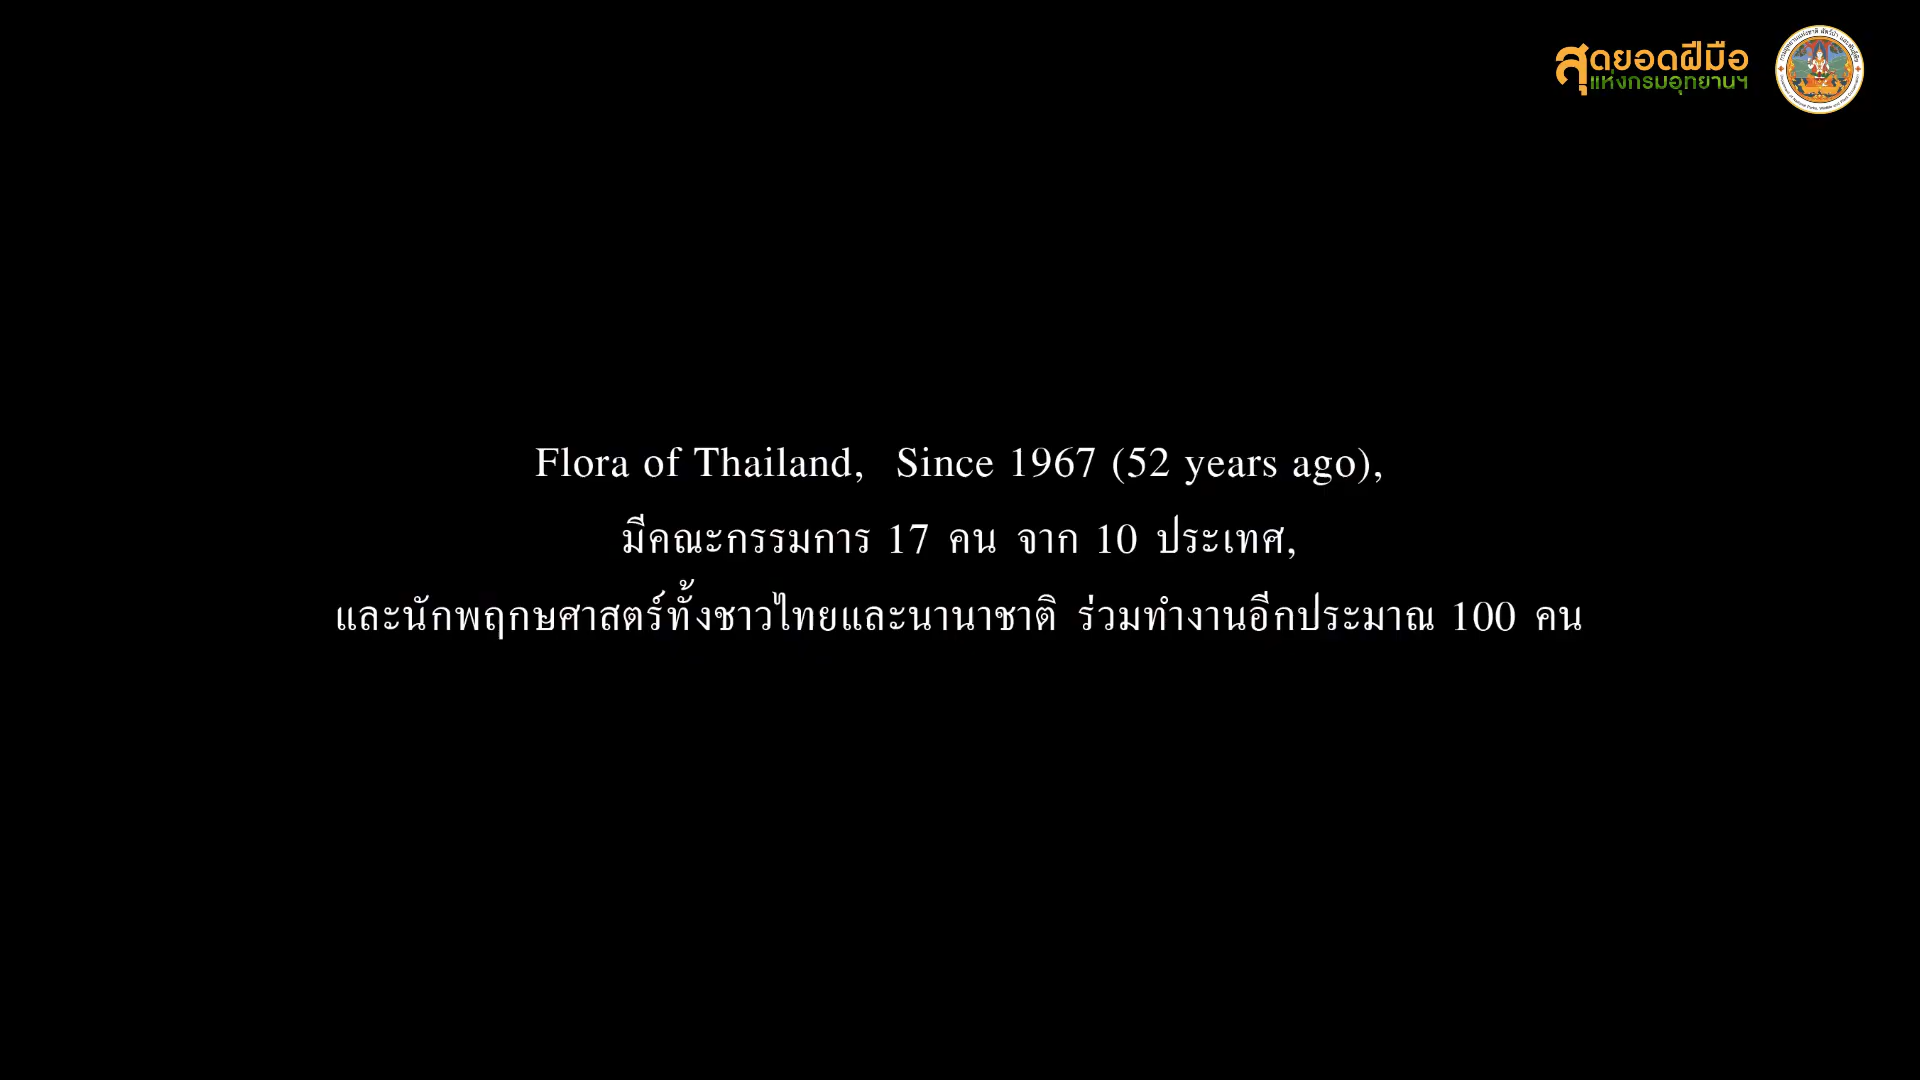 สุดยอดฝีมือ
แห่งกรมอุทยานฯ
Flora of Thailand, Since 1967 (52 years ago),
มีคณะกรรมการ 17 คน จาก 10 ประเทศ,
และนักพฤกษศาสตร์ทั้งชาวไทยและนานาชาติ ร่วมทำงานอีกประมาณ 100 คน